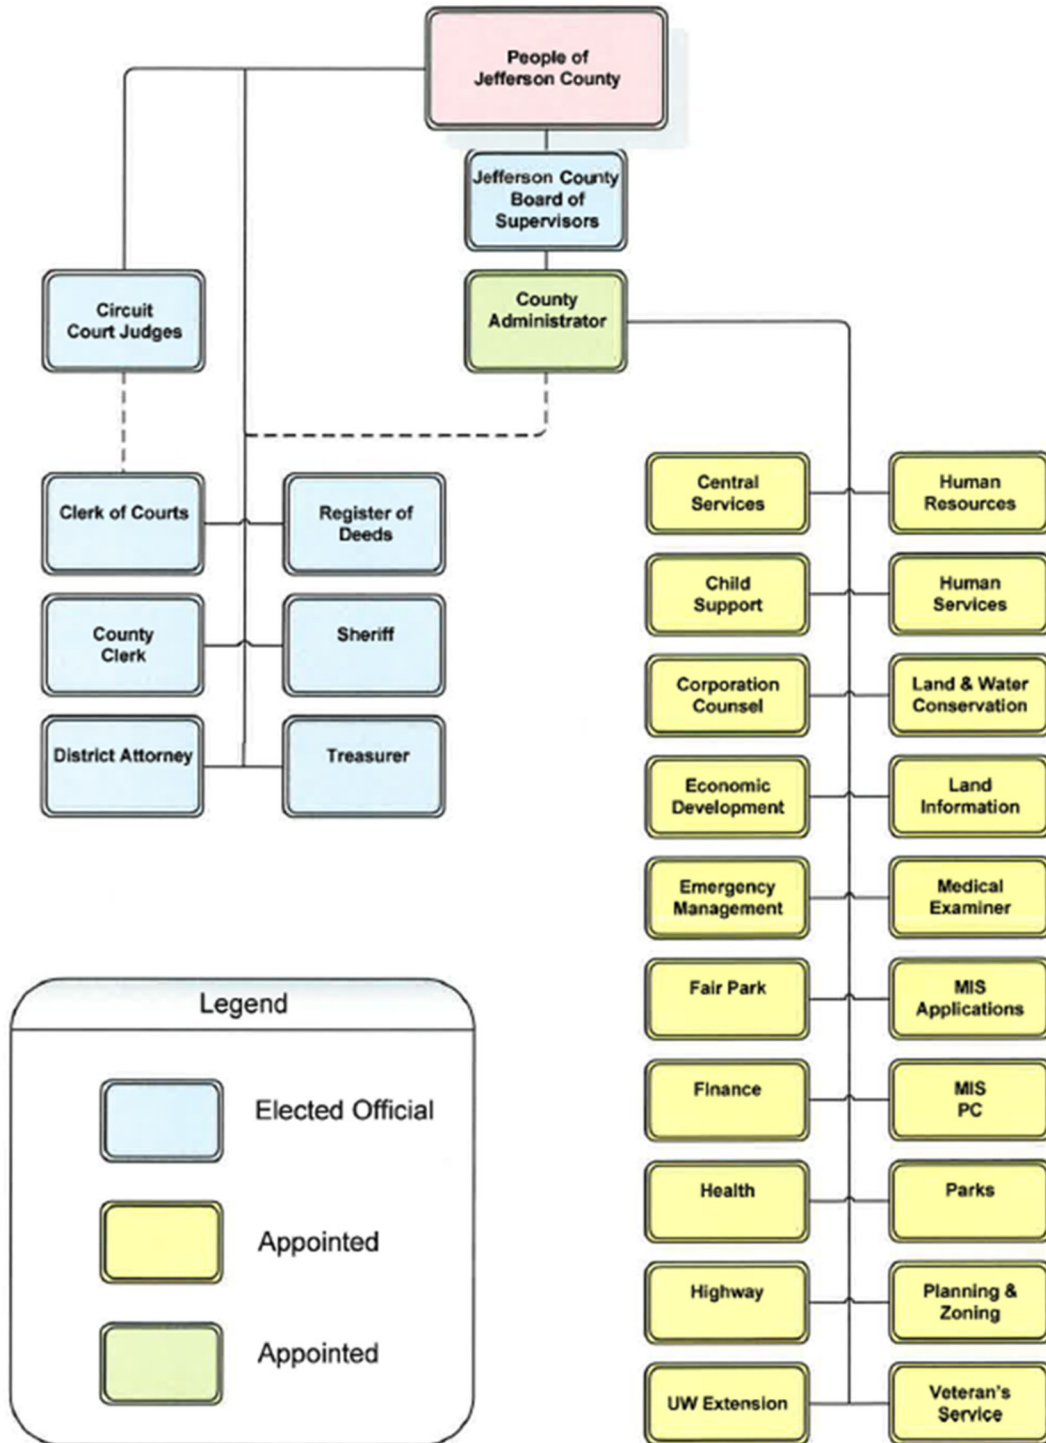 People of
Jefferson County
Jefferson County
Board of
Supervisors
County
Administrator
Circuit
Court Judges
Clerk of Courts
Register of
Deeds
County
Clerk
Sheriff
District Attorney
Treasurer
Central
Services
Human
Resources
Child
Support
Human
Services
Corporation
Counsel
Land & Water
Conservation
Economic
Development
Land
Information
Emergency
Management
Medical
Examiner
Fair Park
MIS
Applications
Finance
MIS
PC
Health
Parks
Highway
Planning &
Zoning
UW Extension
Veteran's
Service
Legend
Elected Official
Appointed
Appointed